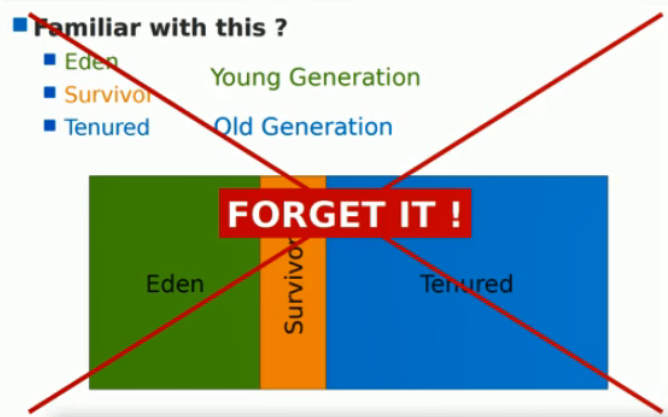 Familiar with this ?
Eden
Survivor
Tenured
Young Generation
Old Generation
FORGET IT !
Eden
Survivor
Tenured